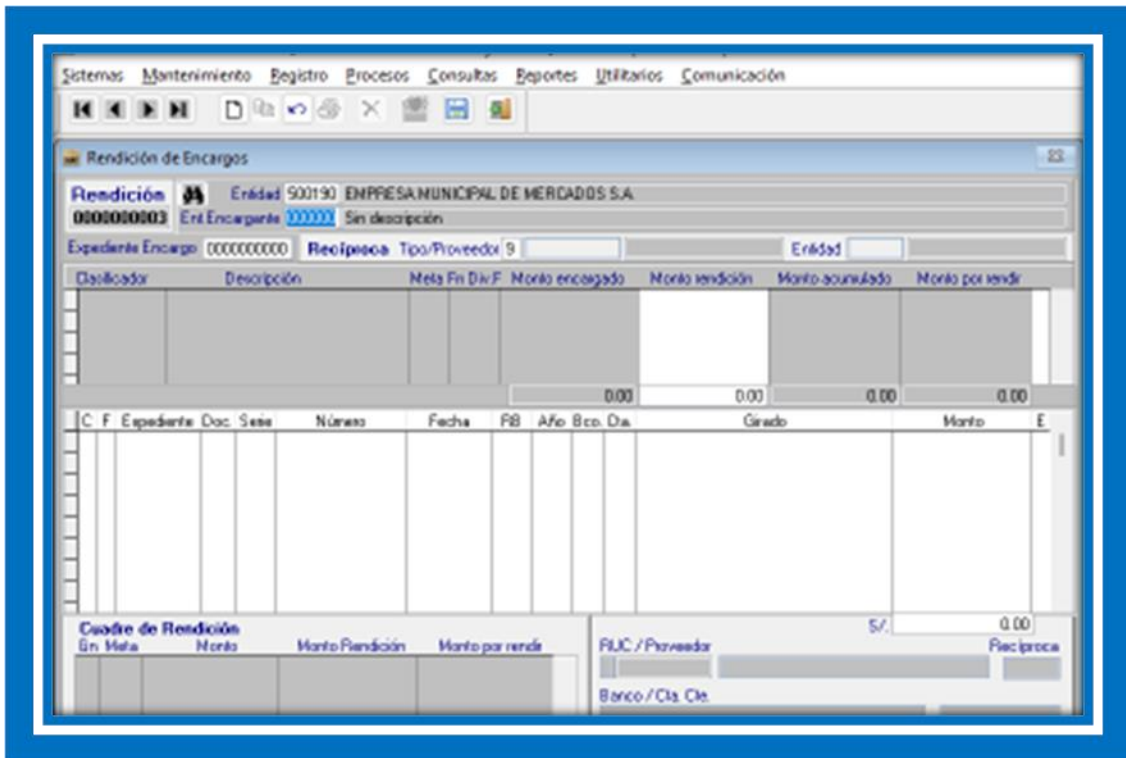 Sistemas Mantenimiento Registro Procesos Consultas Reportes Utilitarios Comunicación
Rendición de Encargos
Rendición Entidad 500190 EMPRESA MUNICIPAL DE MERCADOS S.A.
0000000003 Ent.Encargante 000000 Sin descripción
Expediente Encargo 0000000000 Recíproca Tipo/Proveedor 9 Entidad
Clasificador Descripción Meta Fn Div.F Monto encargado Monto rendición Monto acumulado Monto por rendir
0.00 0.00 0.00 0.00
C F Expediente Doc. Serie Número Fecha RB Año Bco. Girado Monto E
S/. 0.00
Cuadro de Rendición
Gn Meta Monto Monto Rendición Monto por rendir RUC / Proveedor Recíproca
Banco / Cta. Cte.